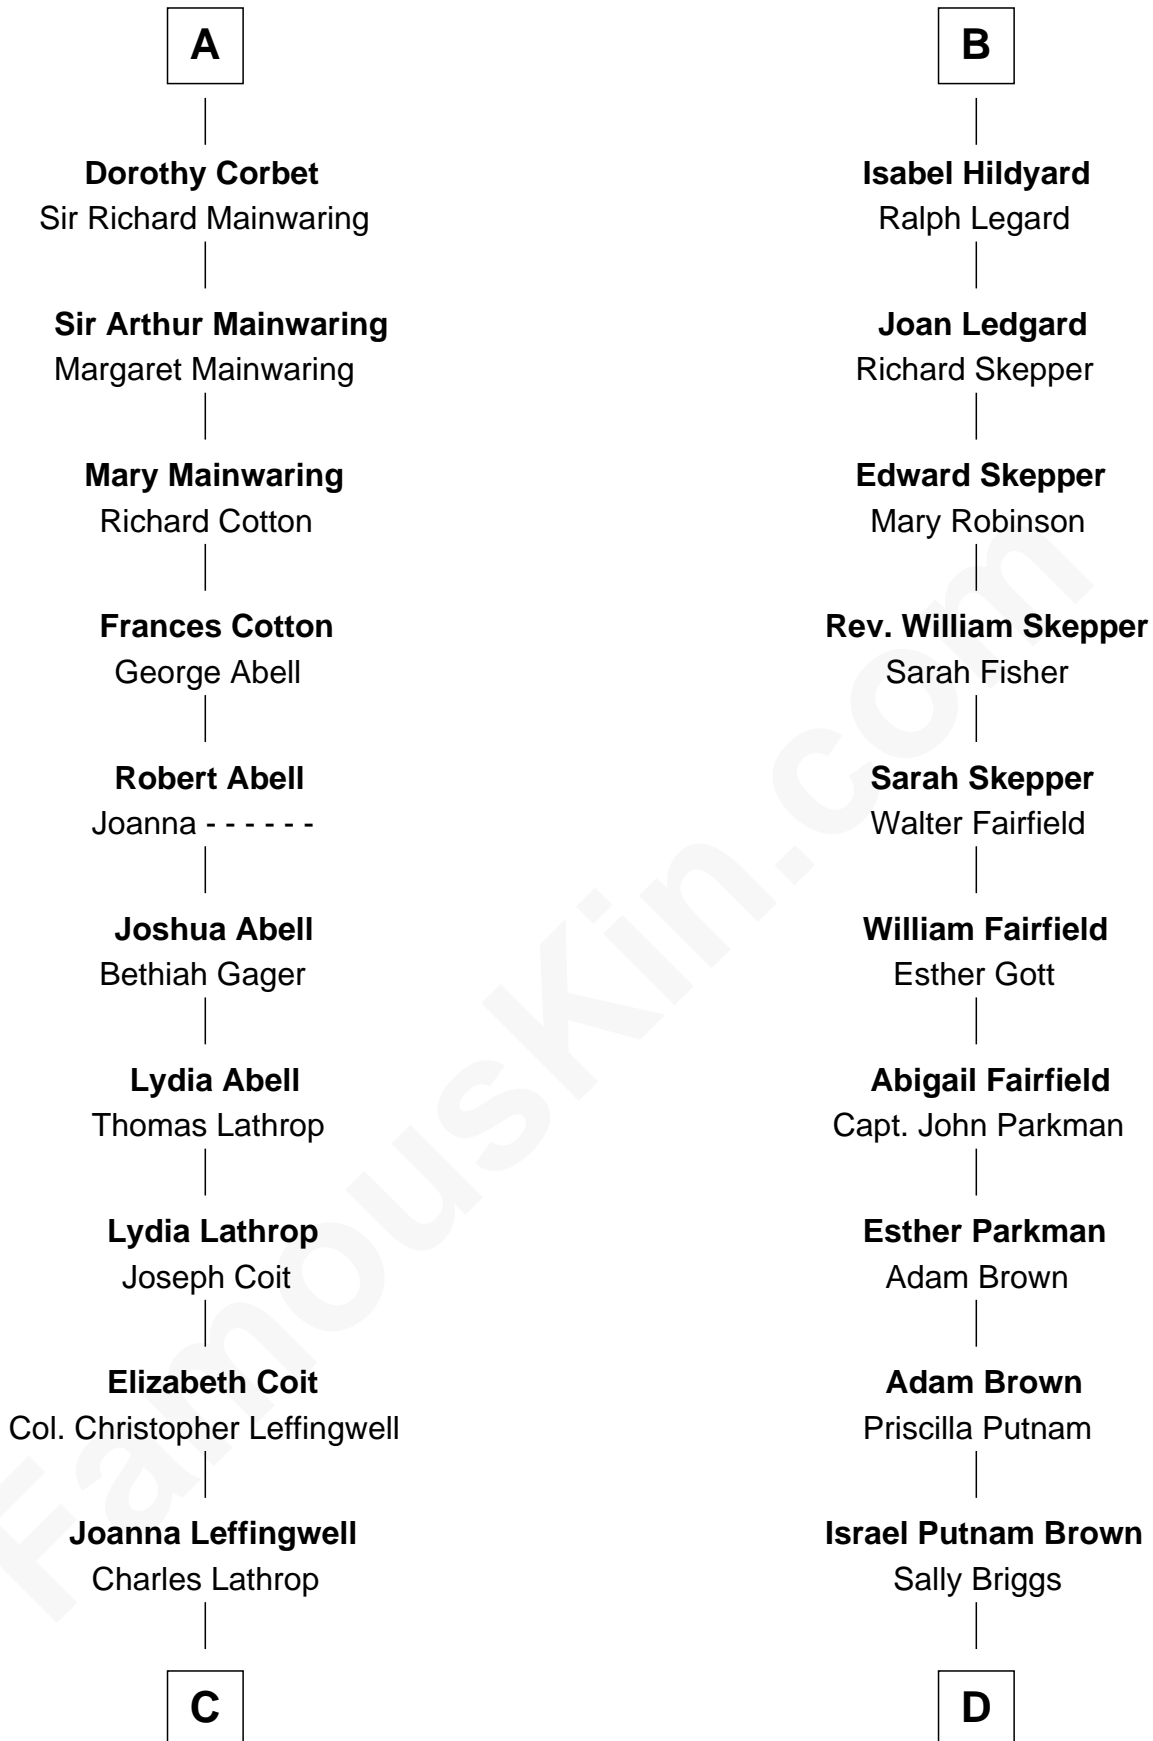 A
Dorothy Corbet
Sir Richard Mainwaring
Sir Arthur Mainwaring
Margaret Mainwaring
Mary Mainwaring
Richard Cotton
Frances Cotton
George Abell
Robert Abell
Joanna - - - - - -
Joshua Abell
Bethiah Gager
Lydia Abell
Thomas Lathrop
Lydia Lathrop
Joseph Coit
Elizabeth Coit
Col. Christopher Leffingwell
Joanna Leffingwell
Charles Lathrop
C
B
Isabel Hildyard
Ralph Legard
Joan Ledgard
Richard Skepper
Edward Skepper
Mary Robinson
Rev. William Skepper
Sarah Fisher
Sarah Skepper
Walter Fairfield
William Fairfield
Esther Gott
Abigail Fairfield
Capt. John Parkman
Esther Parkman
Adam Brown
Adam Brown
Priscilla Putnam
Israel Putnam Brown
Sally Briggs
D
FamousKin.com